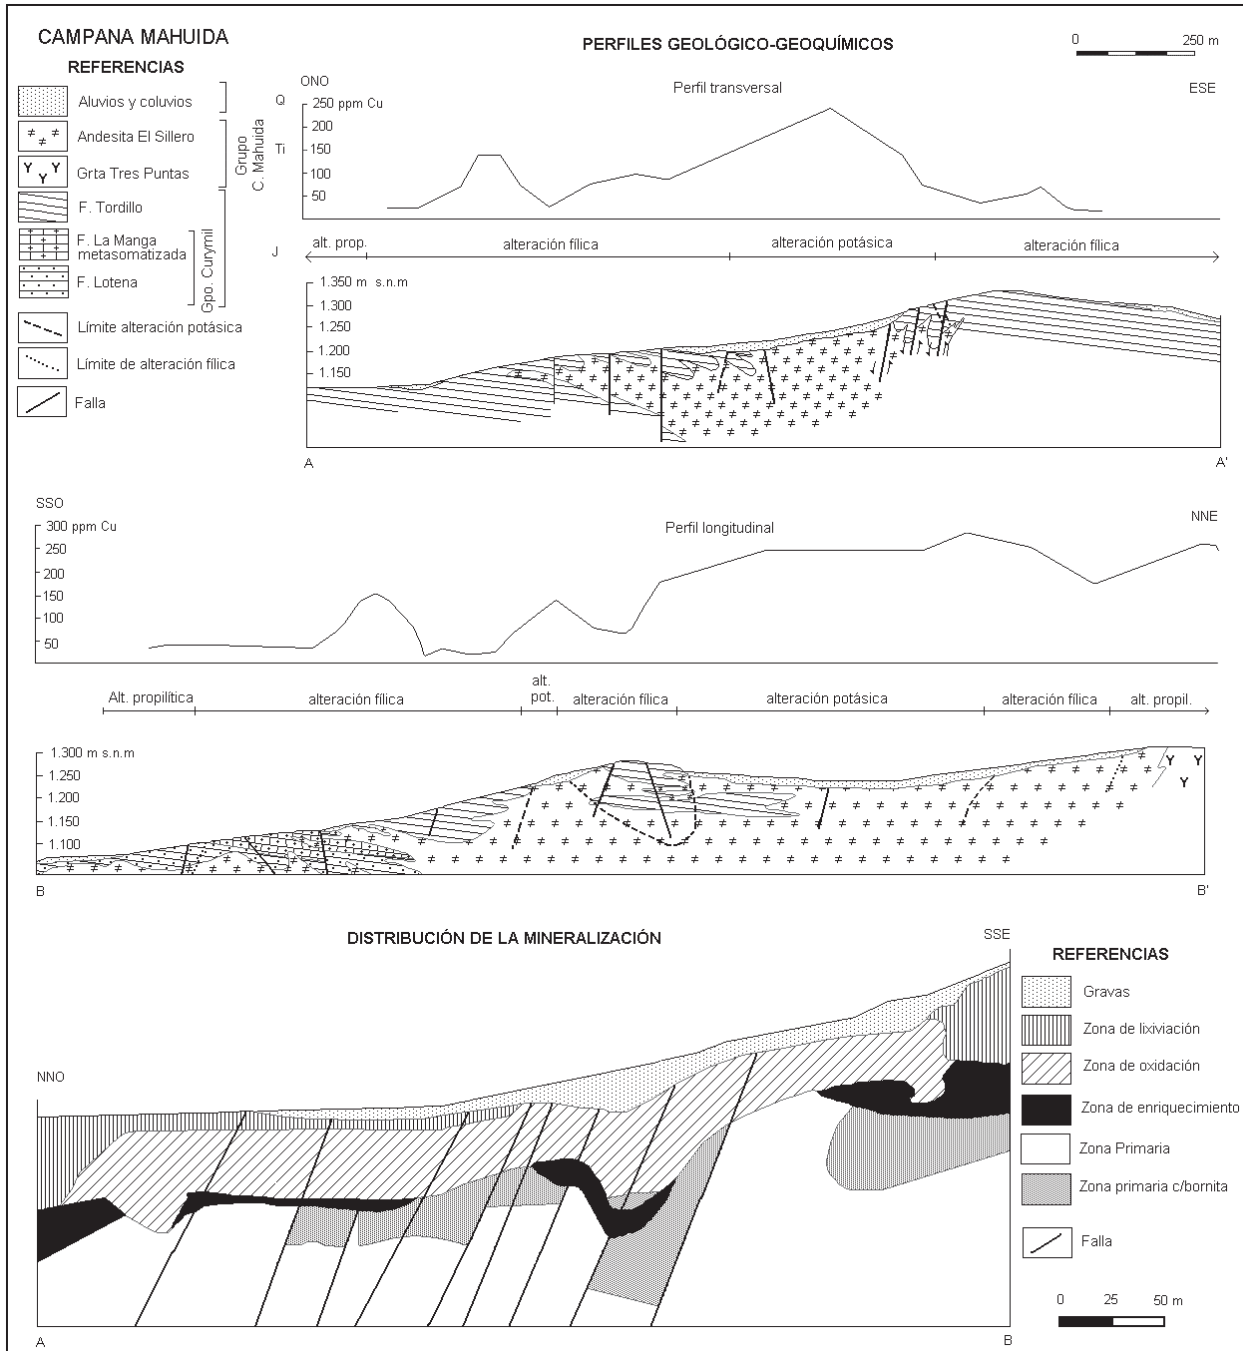 CAMPANA MAHUIDA
REFERENCIAS
Aluvios y coluvios
Andesita El Sillero
Grta Tres Puntas
F. Tordillo
F. La Manga
metasomatizada
F. Lotena
Límite alteración potásica
Límite de alteración fílica
Falla
Grupo
C. Mahuida
Gpo. Curymil
Q
Ti
J
PERFILES GEOLÓGICO-GEOQUÍMICOS
0 250 m
ONO
Perfil transversal
ESE
250 ppm Cu
200
150
100
50
alt. prop.
alteración fílica
alteración potásica
alteración fílica
1.350 m s.n.m
1.300
1.250
1.200
1.150
A
A'
SSO
Perfil longitudinal
NNE
300 ppm Cu
250
200
150
100
50
Alt. propilítica
alteración fílica
alt.
pot.
alteración fílica
alteración potásica
alteración fílica
alt. propil.
1.300 m s.n.m
1.250
1.200
1.150
1.100
B
B'
DISTRIBUCIÓN DE LA MINERALIZACIÓN
SSE
NNO
A
B
REFERENCIAS
Gravas
Zona de lixiviación
Zona de oxidación
Zona de enriquecimiento
Zona Primaria
Zona primaria c/bornita
Falla
0 25 50 m